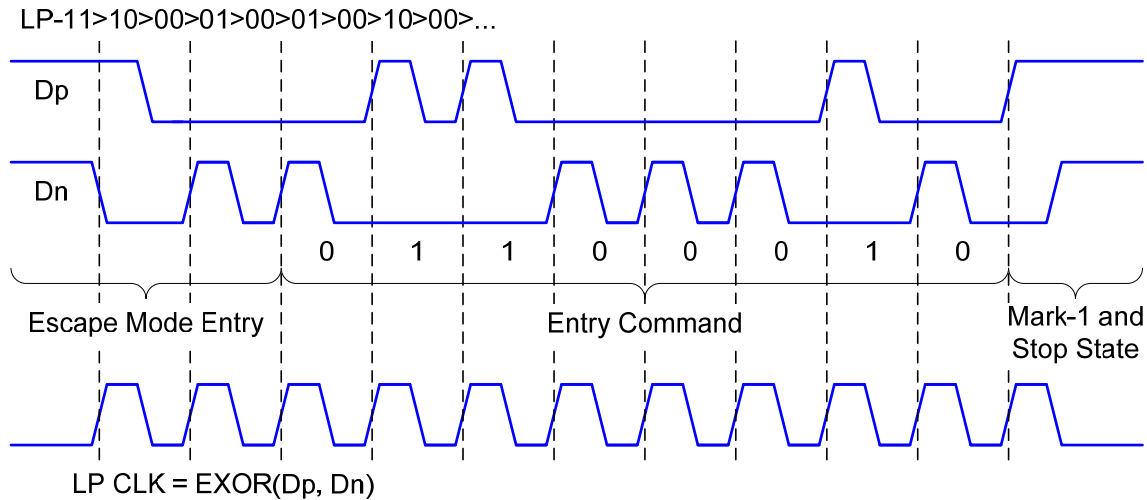 LP-11>10>00>01>00>01>00>10>00>...
Dp
Dn
0 1 1 0 0 0 1 0
Escape Mode Entry
Entry Command
Mark-1 and
Stop State
LP CLK = EXOR(Dp, Dn)